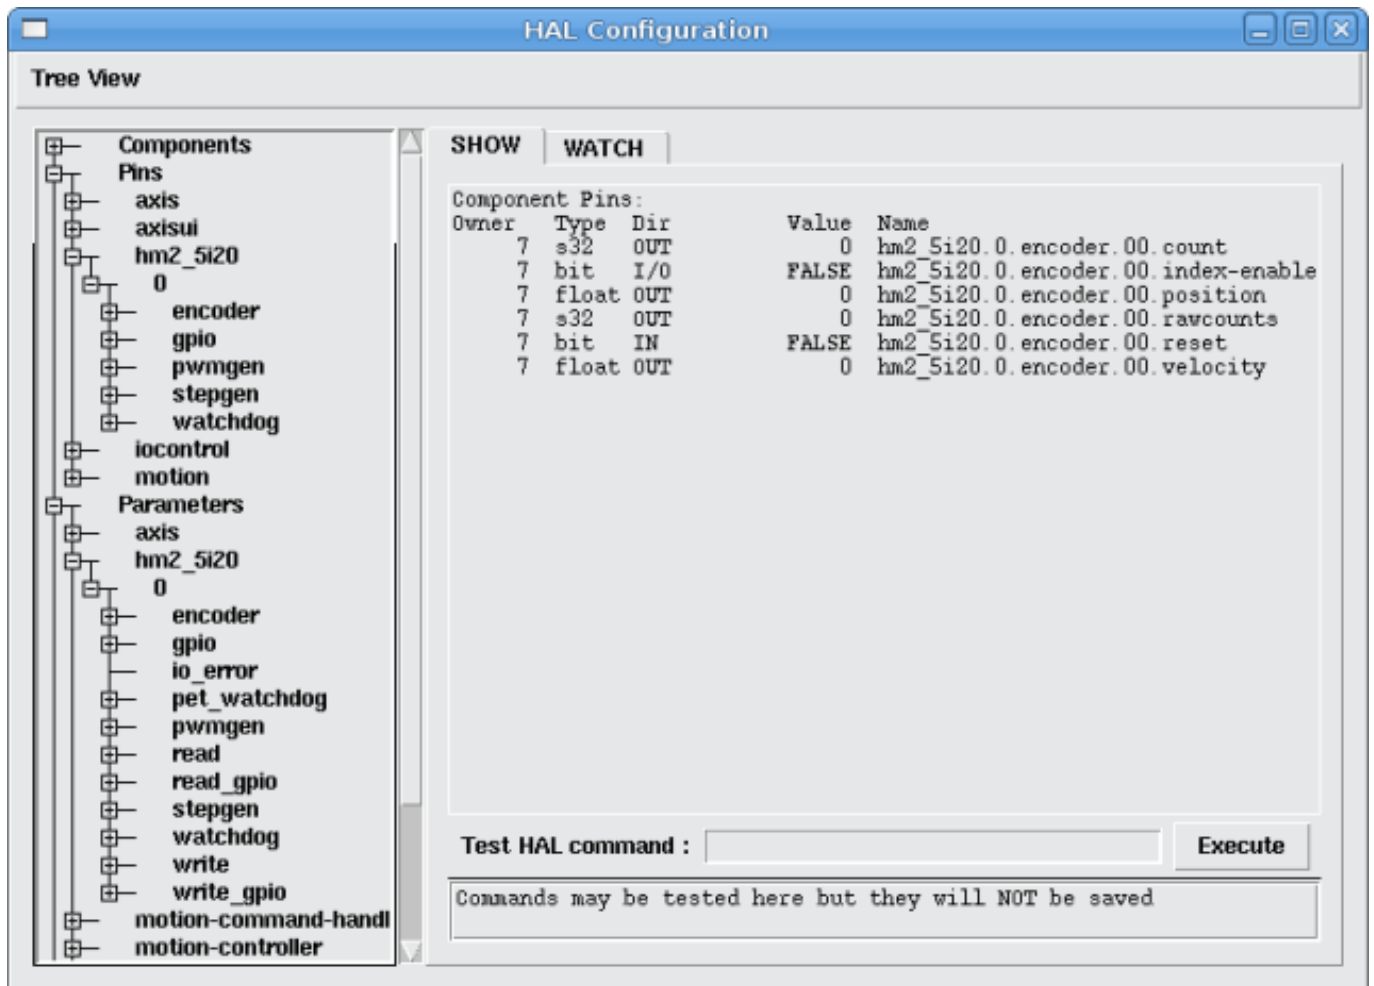 HAL Configuration
Tree View
Components
Pins
axis
axisui
hm2_5i20
0
encoder
gpio
pwmgen
stepgen
watchdog
iocontrol
motion
Parameters
axis
hm2_5i20
0
encoder
gpio
io_error
pet_watchdog
pwmgen
read
read_gpio
stepgen
watchdog
write
write_gpio
motion-command-handl
motion-controller
SHOW WATCH
Component Pins:
Owner Type Dir Value Name
7 s32 OUT 0 hm2_5i20.0.encoder.00.count
7 bit I/O FALSE hm2_5i20.0.encoder.00.index-enable
7 float OUT 0 hm2_5i20.0.encoder.00.position
7 s32 OUT 0 hm2_5i20.0.encoder.00.rawcounts
7 bit IN FALSE hm2_5i20.0.encoder.00.reset
7 float OUT 0 hm2_5i20.0.encoder.00.velocity
Test HAL command : Execute
Commands may be tested here but they will NOT be saved